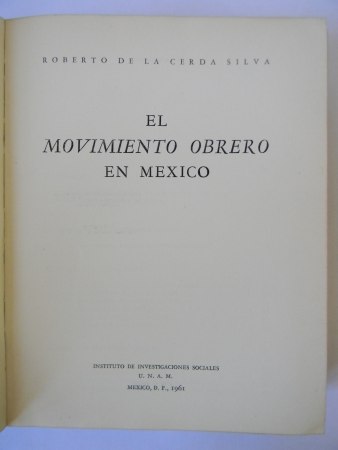 ROBERTO DE LA CERDA SILVA
EL
MOVIMIENTO OBRERO
EN MEXICO
INSTITUTO DE INVESTIGACIONES SOCIALES
U. N. A. M.
MEXICO, D. F., 1961